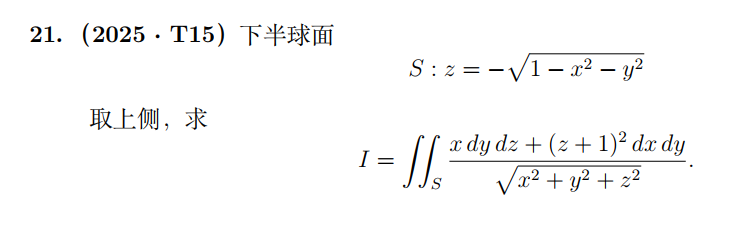 21. (2025 · T15) 下半球面
S : z = −√(1 − x² − y²)
取上侧，求
I = ∬_S (x dy dz + (z + 1)² dx dy) / √(x² + y² + z²).